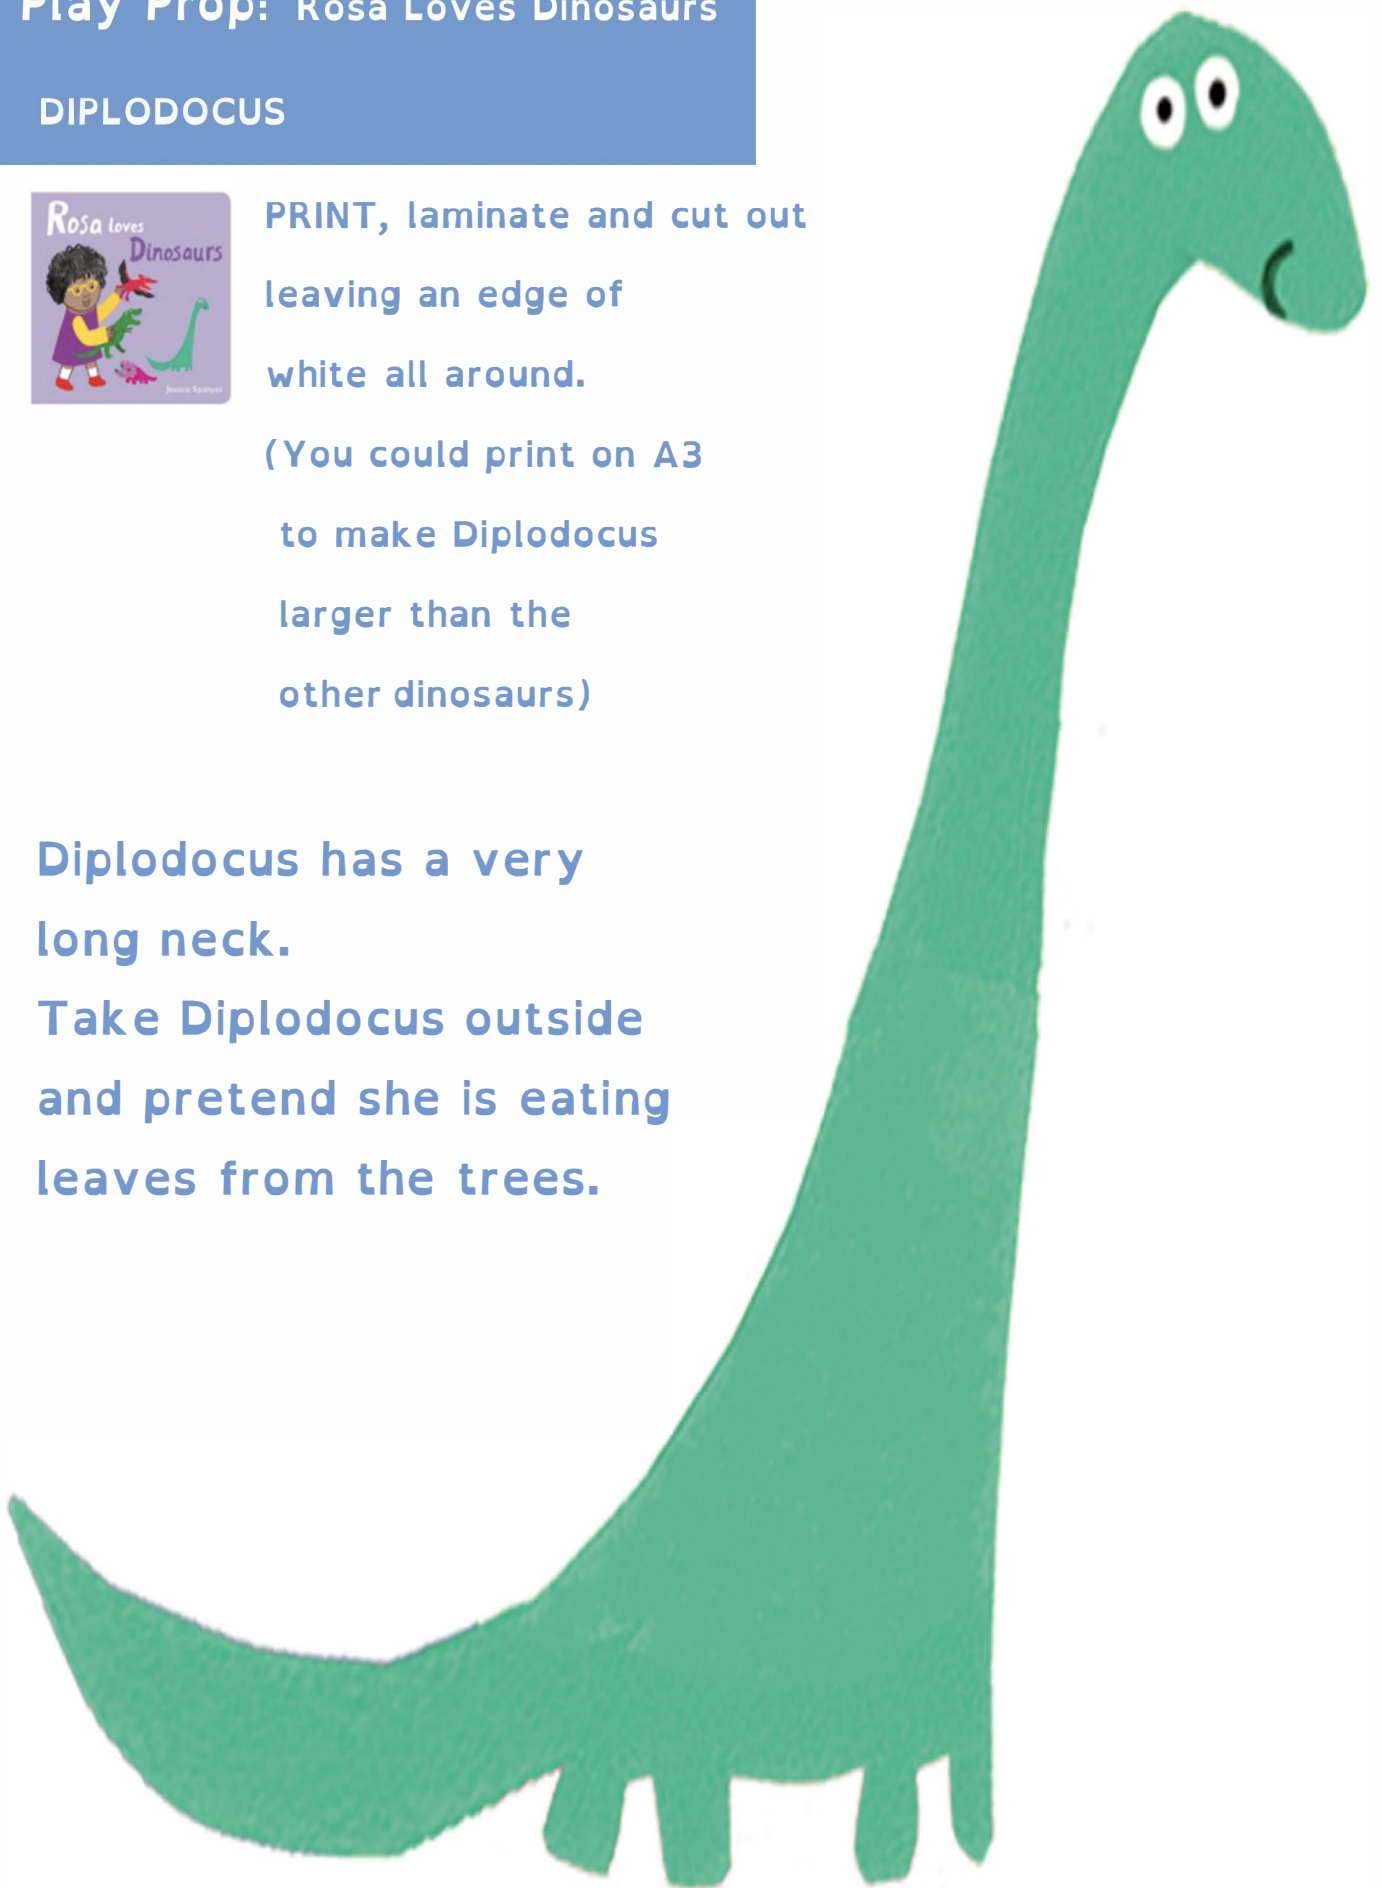 Play Prop: Rosa Loves Dinosaurs
DIPLODOCUS
Rosa loves
Dinosaurs
Jessica Spanyol
PRINT, laminate and cut out
leaving an edge of
white all around.
(You could print on A3
to make Diplodocus
larger than the
other dinosaurs)
Diplodocus has a very
long neck.
Take Diplodocus outside
and pretend she is eating
leaves from the trees.